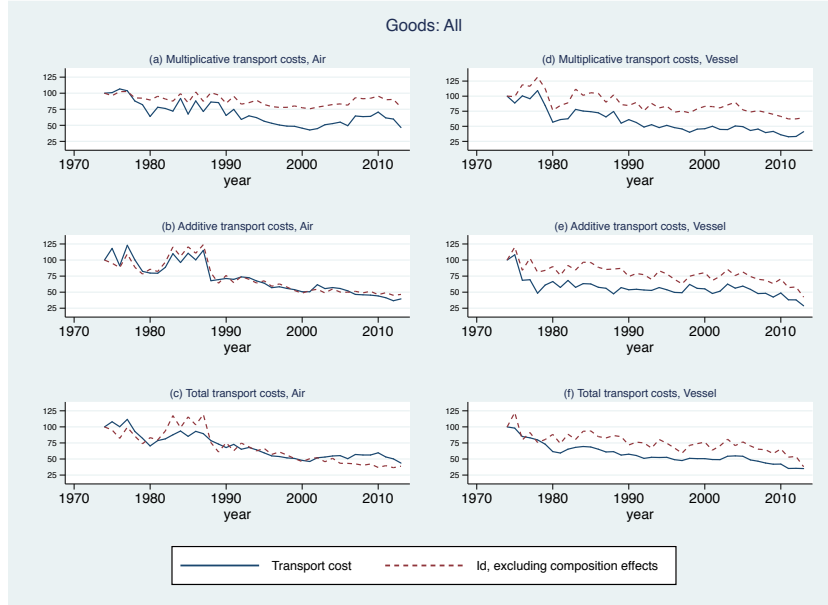 Goods: All
(a) Multiplicative transport costs, Air
125
100
75
50
25
1970 1980 1990 2000 2010
year
(d) Multiplicative transport costs, Vessel
125
100
75
50
25
1970 1980 1990 2000 2010
year
(b) Additive transport costs, Air
125
100
75
50
25
1970 1980 1990 2000 2010
year
(e) Additive transport costs, Vessel
125
100
75
50
25
1970 1980 1990 2000 2010
year
(c) Total transport costs, Air
125
100
75
50
25
1970 1980 1990 2000 2010
year
(f) Total transport costs, Vessel
125
100
75
50
25
1970 1980 1990 2000 2010
year
Transport cost Id, excluding composition effects